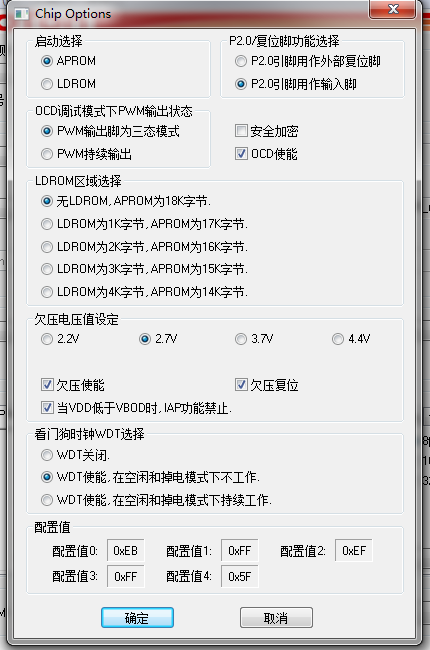 Chip Options
启动选择
APROM
LDROM
P2.0/复位脚功能选择
P2.0引脚用作外部复位脚
P2.0引脚用作输入脚
OCD调试模式下PWM输出状态
PWM输出脚为三态模式
PWM持续输出
安全加密
OCD使能
LDROM区域选择
无LDROM, APROM为18K字节.
LDROM为1K字节, APROM为17K字节.
LDROM为2K字节, APROM为16K字节.
LDROM为3K字节, APROM为15K字节.
LDROM为4K字节, APROM为14K字节.
欠压电压值设定
2.2V 2.7V 3.7V 4.4V
欠压使能 欠压复位
当VDD低于VBOD时, IAP功能禁止.
看门狗时钟WDT选择
WDT关闭.
WDT使能, 在空闲和掉电模式下不工作.
WDT使能, 在空闲和掉电模式下持续工作.
配置值
配置值0: 0xEB 配置值1: 0xFF 配置值2: 0xEF
配置值3: 0xFF 配置值4: 0x5F
确定 取消